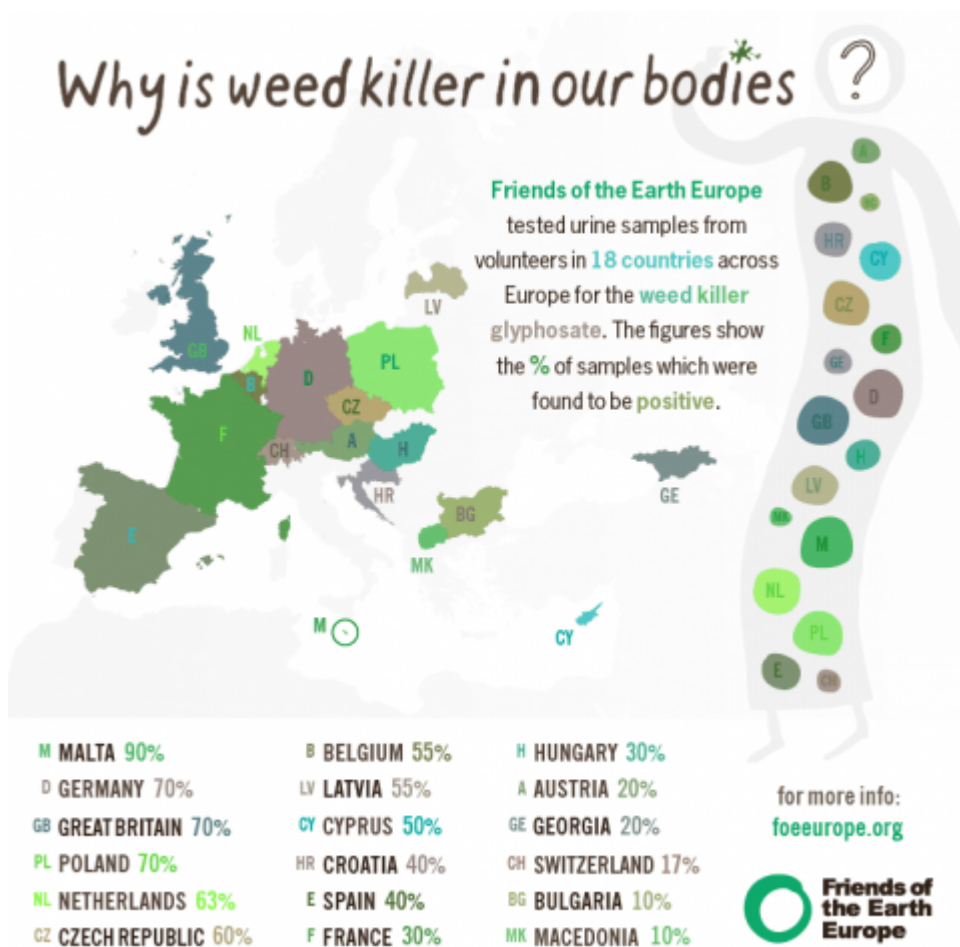 Why is weed killer in our bodies
?
Friends of the Earth Europe
tested urine samples from
volunteers in 18 countries across
Europe for the weed killer
glyphosate. The figures show
the % of samples which were
found to be positive.
LV
NL
GB
B
D
PL
CZ
F
CH
A
H
HR
BG
MK
E
GE
M
CY
A
B
BG
HR
CY
CZ
F
GE
D
GB
H
LV
MK
M
NL
PL
E
CH
M MALTA 90%
D GERMANY 70%
GB GREAT BRITAIN 70%
PL POLAND 70%
NL NETHERLANDS 63%
CZ CZECH REPUBLIC 60%
B BELGIUM 55%
LV LATVIA 55%
CY CYPRUS 50%
HR CROATIA 40%
E SPAIN 40%
F FRANCE 30%
H HUNGARY 30%
A AUSTRIA 20%
GE GEORGIA 20%
CH SWITZERLAND 17%
BG BULGARIA 10%
MK MACEDONIA 10%
for more info:
foeeurope.org
Friends of
the Earth
Europe